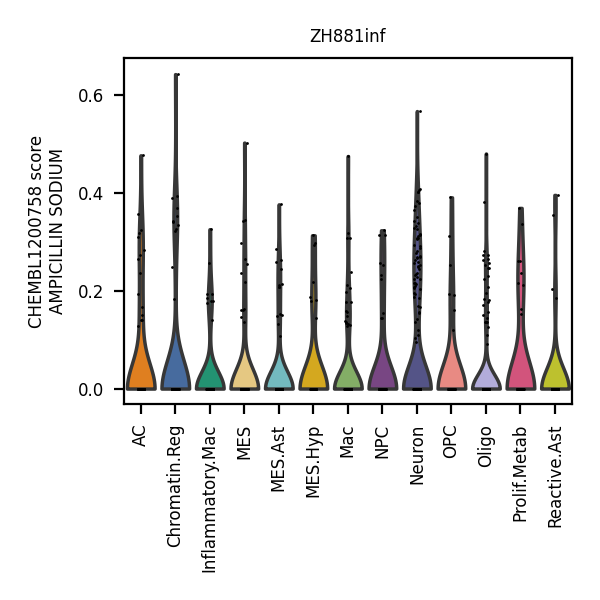 ZH881inf
CHEMBL1200758 score
AMPICILLIN SODIUM
0.6
0.4
0.2
0.0
AC
Chromatin.Reg
Inflammatory.Mac
MES
MES.Ast
MES.Hyp
Mac
NPC
Neuron
OPC
Oligo
Prolif.Metab
Reactive.Ast